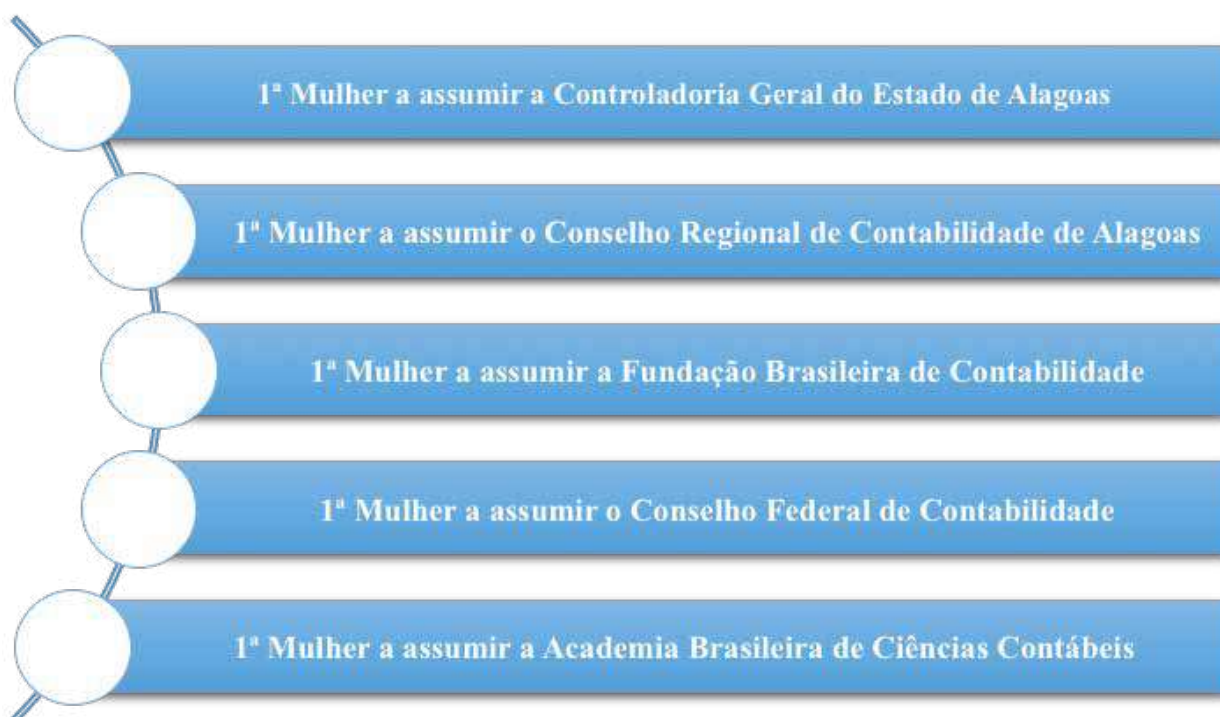 1ª Mulher a assumir a Controladoria Geral do Estado de Alagoas
1ª Mulher a assumir o Conselho Regional de Contabilidade de Alagoas
1ª Mulher a assumir a Fundação Brasileira de Contabilidade
1ª Mulher a assumir o Conselho Federal de Contabilidade
1ª Mulher a assumir a Academia Brasileira de Ciências Contábeis